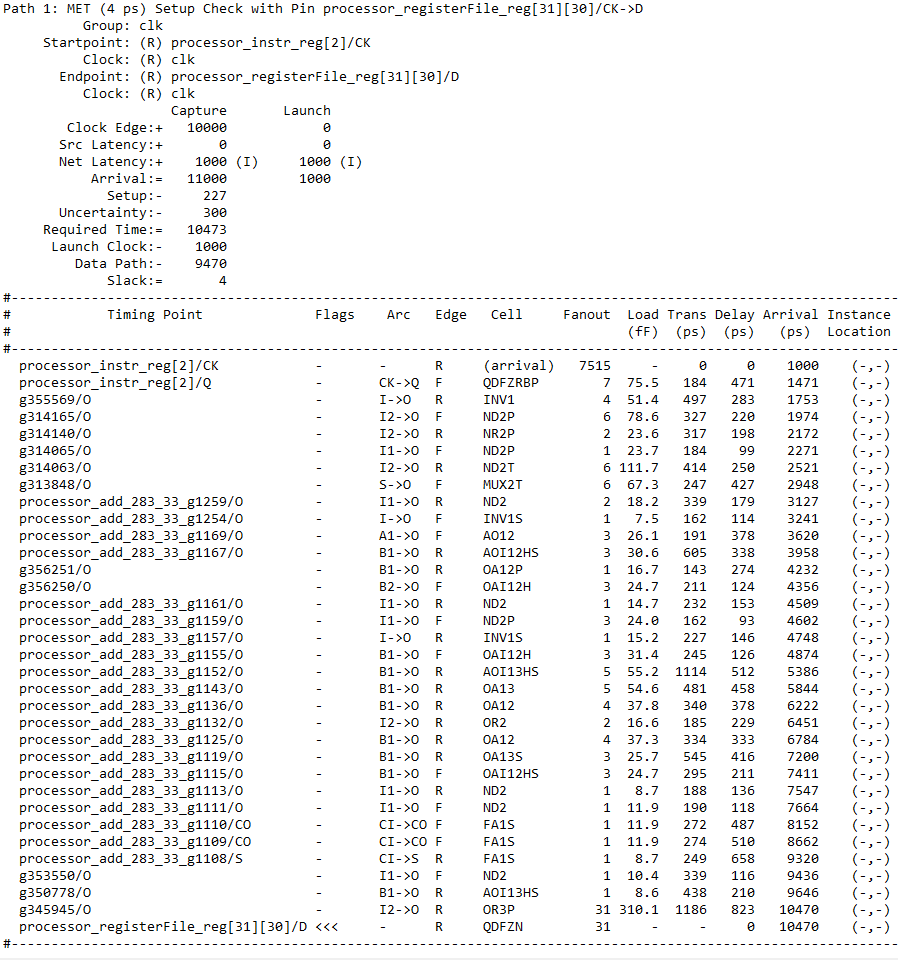 Path 1: MET (4 ps) Setup Check with Pin processor_registerFile_reg[31][30]/CK->D
Group: clk
Startpoint: (R) processor_instr_reg[2]/CK
Clock: (R) clk
Endpoint: (R) processor_registerFile_reg[31][30]/D
Clock: (R) clk
Capture Launch
Clock Edge:+ 10000 0
Src Latency:+ 0 0
Net Latency:+ 1000 (I) 1000 (I)
Arrival:= 11000 1000
Setup:- 227
Uncertainty:- 300
Required Time:= 10473
Launch Clock:- 1000
Data Path:- 9470
Slack:= 4
#---------------------------------------------------------------------------------------------------------------
# Timing Point Flags Arc Edge Cell Fanout Load Trans Delay Arrival Instance
# (fF) (ps) (ps) (ps) Location
#---------------------------------------------------------------------------------------------------------------
processor_instr_reg[2]/CK - - R (arrival) 7515 - 0 0 1000 (-,-)
processor_instr_reg[2]/Q - CK->Q F QDFZRBP 7 75.5 184 471 1471 (-,-)
g355569/O - I->O R INV1 4 51.4 497 283 1753 (-,-)
g314165/O - I2->O F ND2P 6 78.6 327 220 1974 (-,-)
g314140/O - I2->O R NR2P 2 23.6 317 198 2172 (-,-)
g314065/O - I1->O F ND2P 1 23.7 184 99 2271 (-,-)
g314063/O - I2->O R ND2T 6 111.7 414 250 2521 (-,-)
g313848/O - S->O F MUX2T 6 67.3 247 427 2948 (-,-)
processor_add_283_33_g1259/O - I1->O R ND2 2 18.2 339 179 3127 (-,-)
processor_add_283_33_g1254/O - I->O F INV1S 1 7.5 162 114 3241 (-,-)
processor_add_283_33_g1169/O - A1->O F AO12 3 26.1 191 378 3620 (-,-)
processor_add_283_33_g1167/O - B1->O R AOI12HS 3 30.6 605 338 3958 (-,-)
g356251/O - B1->O R OA12P 1 16.7 143 274 4232 (-,-)
g356250/O - B2->O F OAI12H 3 24.7 211 124 4356 (-,-)
processor_add_283_33_g1161/O - I1->O R ND2 1 14.7 232 153 4509 (-,-)
processor_add_283_33_g1159/O - I1->O F ND2P 3 24.0 162 93 4602 (-,-)
processor_add_283_33_g1157/O - I->O R INV1S 1 15.2 227 146 4748 (-,-)
processor_add_283_33_g1155/O - B1->O F OAI12H 3 31.4 245 126 4874 (-,-)
processor_add_283_33_g1152/O - B1->O R AOI13HS 5 55.2 1114 512 5386 (-,-)
processor_add_283_33_g1143/O - B1->O R OA13 5 54.6 481 458 5844 (-,-)
processor_add_283_33_g1136/O - B1->O R OA12 4 37.8 340 378 6222 (-,-)
processor_add_283_33_g1132/O - I2->O R OR2 2 16.6 185 229 6451 (-,-)
processor_add_283_33_g1125/O - B1->O R OA12 4 37.3 334 333 6784 (-,-)
processor_add_283_33_g1119/O - B1->O R OA13S 3 25.7 545 416 7200 (-,-)
processor_add_283_33_g1115/O - B1->O F OAI12HS 3 24.7 295 211 7411 (-,-)
processor_add_283_33_g1113/O - I1->O R ND2 1 8.7 188 136 7547 (-,-)
processor_add_283_33_g1111/O - I1->O F ND2 1 11.9 190 118 7664 (-,-)
processor_add_283_33_g1110/CO - CI->CO F FA1S 1 11.9 272 487 8152 (-,-)
processor_add_283_33_g1109/CO - CI->CO F FA1S 1 11.9 274 510 8662 (-,-)
processor_add_283_33_g1108/S - CI->S R FA1S 1 8.7 249 658 9320 (-,-)
g353550/O - I1->O F ND2 1 10.4 339 116 9436 (-,-)
g350778/O - B1->O R AOI13HS 1 8.6 438 210 9646 (-,-)
g345945/O - I2->O R OR3P 31 310.1 1186 823 10470 (-,-)
processor_registerFile_reg[31][30]/D <<< - R QDFZN 31 - - 0 10470 (-,-)
#---------------------------------------------------------------------------------------------------------------